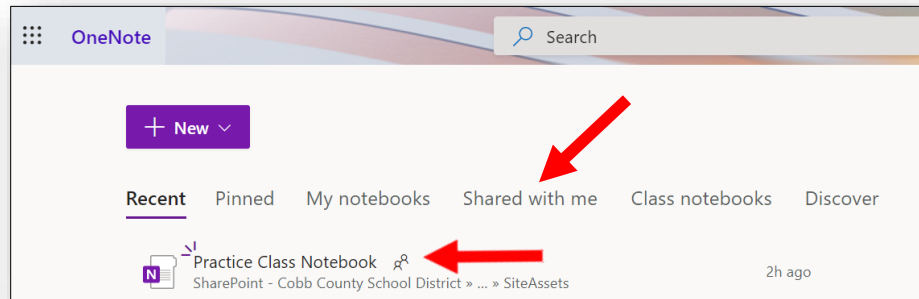 OneNote
Search
New
Recent Pinned My notebooks Shared with me Class notebooks Discover
N
Practice Class Notebook
SharePoint - Cobb County School District » ... » SiteAssets
2h ago